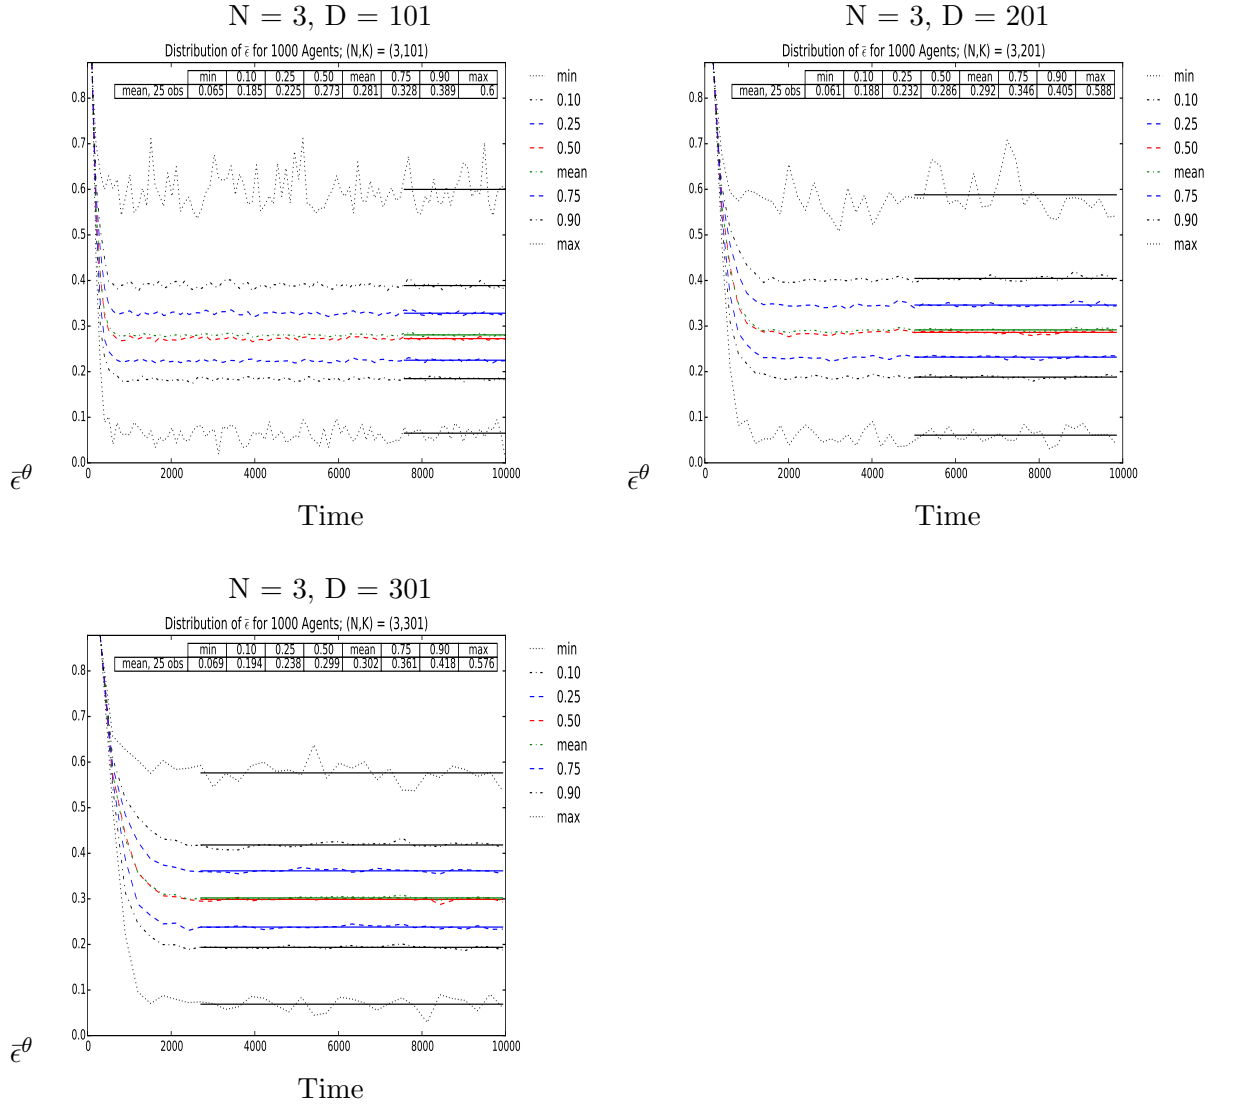 N = 3, D = 101
Distribution of ε̄ for 1000 Agents; (N,K) = (3,101)
min 0.10 0.25 0.50 mean 0.75 0.90 max
mean, 25 obs 0.065 0.185 0.225 0.273 0.281 0.328 0.389 0.6
0.8
0.7
0.6
0.5
0.4
0.3
0.2
0.1
0.0
0 2000 4000 6000 8000 10000
min
0.10
0.25
0.50
mean
0.75
0.90
max
ϵ̄^θ
Time
N = 3, D = 201
Distribution of ε̄ for 1000 Agents; (N,K) = (3,201)
min 0.10 0.25 0.50 mean 0.75 0.90 max
mean, 25 obs 0.061 0.188 0.232 0.286 0.292 0.346 0.405 0.588
0.8
0.7
0.6
0.5
0.4
0.3
0.2
0.1
0.0
0 2000 4000 6000 8000 10000
min
0.10
0.25
0.50
mean
0.75
0.90
max
ϵ̄^θ
Time
N = 3, D = 301
Distribution of ε̄ for 1000 Agents; (N,K) = (3,301)
min 0.10 0.25 0.50 mean 0.75 0.90 max
mean, 25 obs 0.069 0.194 0.238 0.299 0.302 0.361 0.418 0.576
0.8
0.7
0.6
0.5
0.4
0.3
0.2
0.1
0.0
0 2000 4000 6000 8000 10000
min
0.10
0.25
0.50
mean
0.75
0.90
max
ϵ̄^θ
Time